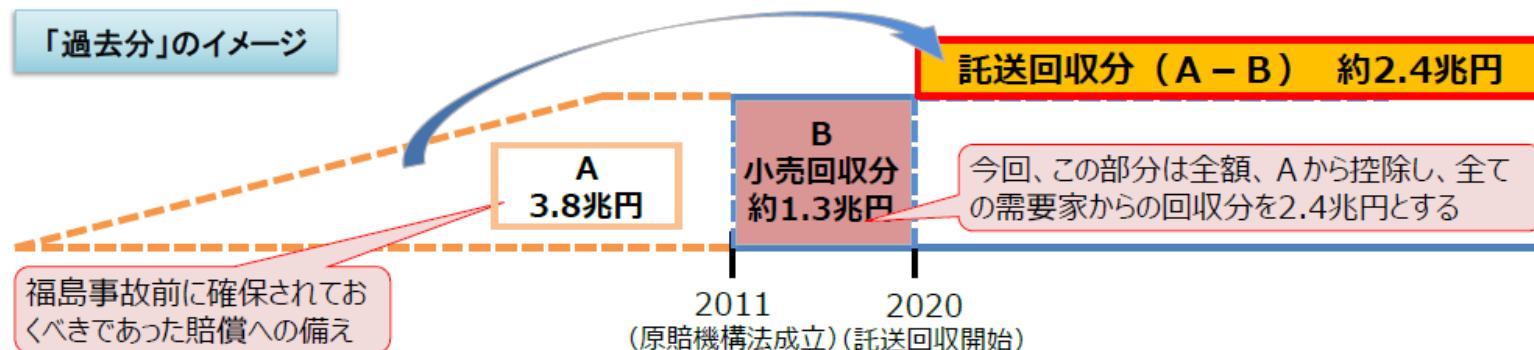 「過去分」のイメージ
託送回収分（A－B）　約2.4兆円
A
3.8兆円
B
小売回収分
約1.3兆円
今回、この部分は全額、Aから控除し、全て
の需要家からの回収分を2.4兆円とする
福島事故前に確保されてお
くべきであった賠償への備え
2011
2020
(原賠機構法成立)
(託送回収開始)